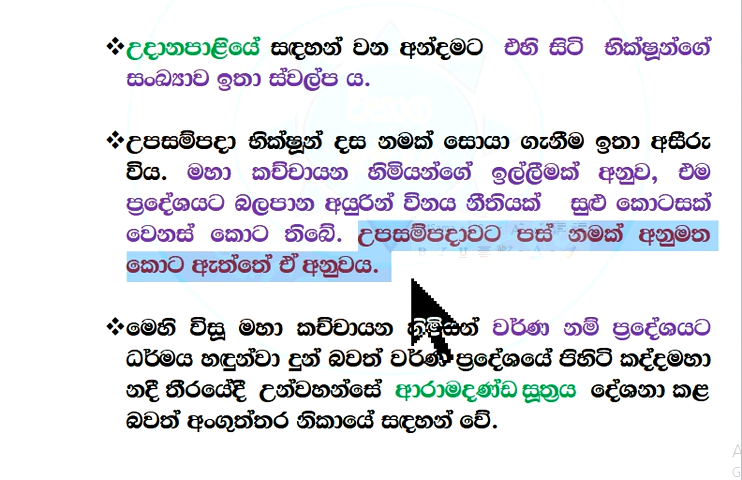 ❖උදානපාළියේ සඳහන් වන අන්දමට එහි සිටි භික්ෂූන්ගේ
සංඛ්‍යාව ඉතා ස්වල්ප ය.
❖උපසම්පදා භික්ෂූන් දස නමක් සොයා ගැනීම ඉතා අසීරු
විය. මහා කච්චායන හිමියන්ගේ ඉල්ලීමක් අනුව, එම
ප්‍රදේශයට බලපාන අයුරින් විනය නීතියක් සුළු කොටසක්
වෙනස් කොට තිබේ. උපසම්පදාවට පස් නමක් අනුමත
කොට ඇත්තේ ඒ අනුවය.
❖මෙහි විසූ මහා කච්චායන හිමියන් වර්ණ නම් ප්‍රදේශයට
ධර්මය හඳුන්වා දුන් බවත් වර්ණ ප්‍රදේශයේ පිහිටි කද්දමහා
නදී තීරයේදී උන්වහන්සේ ආරාමදණ්ඩ සූත්‍රය දේශනා කළ
බවත් අංගුත්තර නිකායේ සඳහන් වේ.